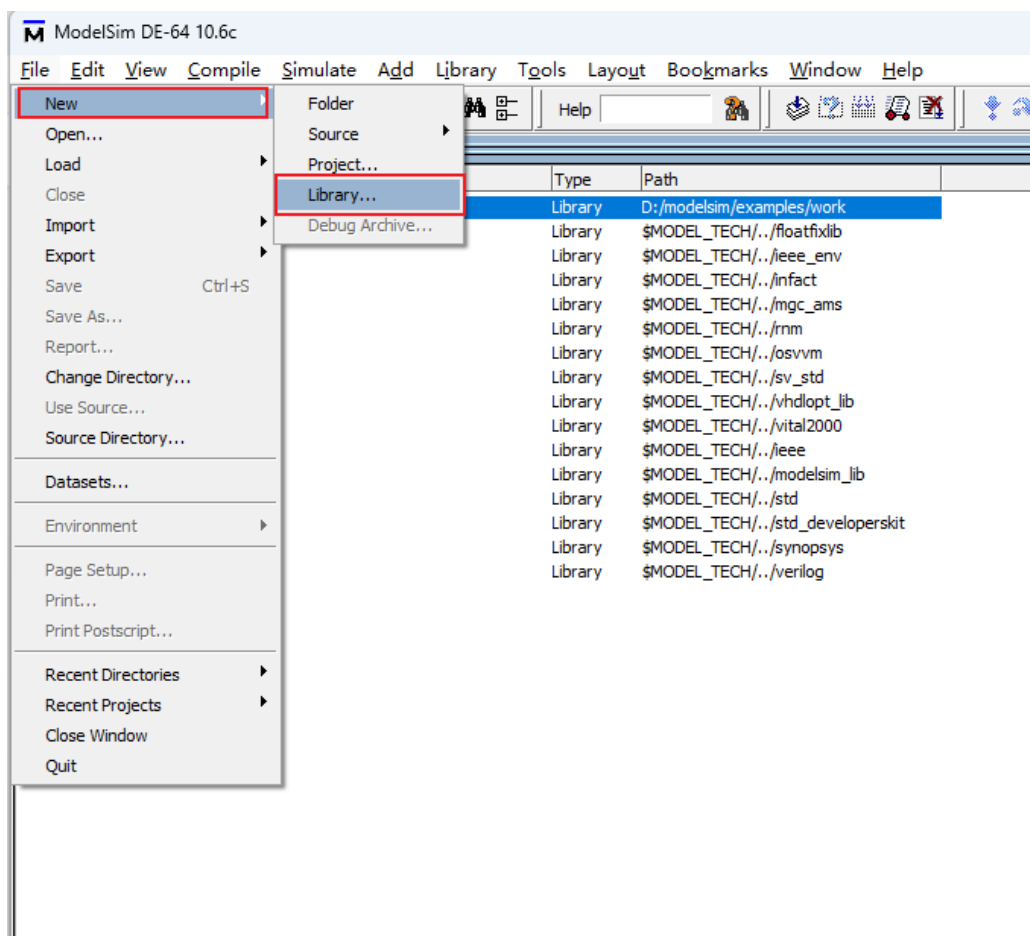 ModelSim DE-64 10.6c
File Edit View Compile Simulate Add Library Tools Layout Bookmarks Window Help
New
Open...
Load
Close
Import
Export
Save Ctrl+S
Save As...
Report...
Change Directory...
Use Source...
Source Directory...
Datasets...
Environment
Page Setup...
Print...
Print Postscript...
Recent Directories
Recent Projects
Close Window
Quit
Folder
Source
Project...
Library...
Debug Archive...
Help
Type Path
Library D:/modelsim/examples/work
Library $MODEL_TECH/../floatfixlib
Library $MODEL_TECH/../ieee_env
Library $MODEL_TECH/../infact
Library $MODEL_TECH/../mgc_ams
Library $MODEL_TECH/../rnm
Library $MODEL_TECH/../osvvm
Library $MODEL_TECH/../sv_std
Library $MODEL_TECH/../vhdlopt_lib
Library $MODEL_TECH/../vital2000
Library $MODEL_TECH/../ieee
Library $MODEL_TECH/../modelsim_lib
Library $MODEL_TECH/../std
Library $MODEL_TECH/../std_developerskit
Library $MODEL_TECH/../synopsys
Library $MODEL_TECH/../verilog